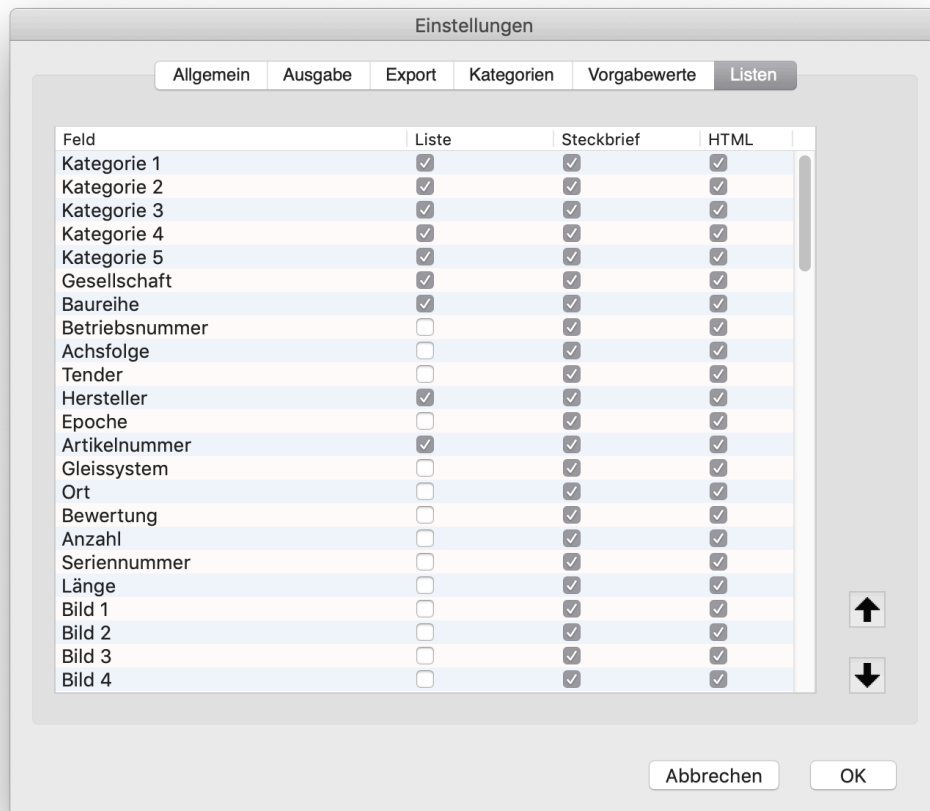 Einstellungen
Allgemein Ausgabe Export Kategorien Vorgabewerte Listen
Feld Liste Steckbrief HTML
Kategorie 1
Kategorie 2
Kategorie 3
Kategorie 4
Kategorie 5
Gesellschaft
Baureihe
Betriebsnummer
Achsfolge
Tender
Hersteller
Epoche
Artikelnummer
Gleissystem
Ort
Bewertung
Anzahl
Seriennummer
Länge
Bild 1
Bild 2
Bild 3
Bild 4
Abbrechen OK